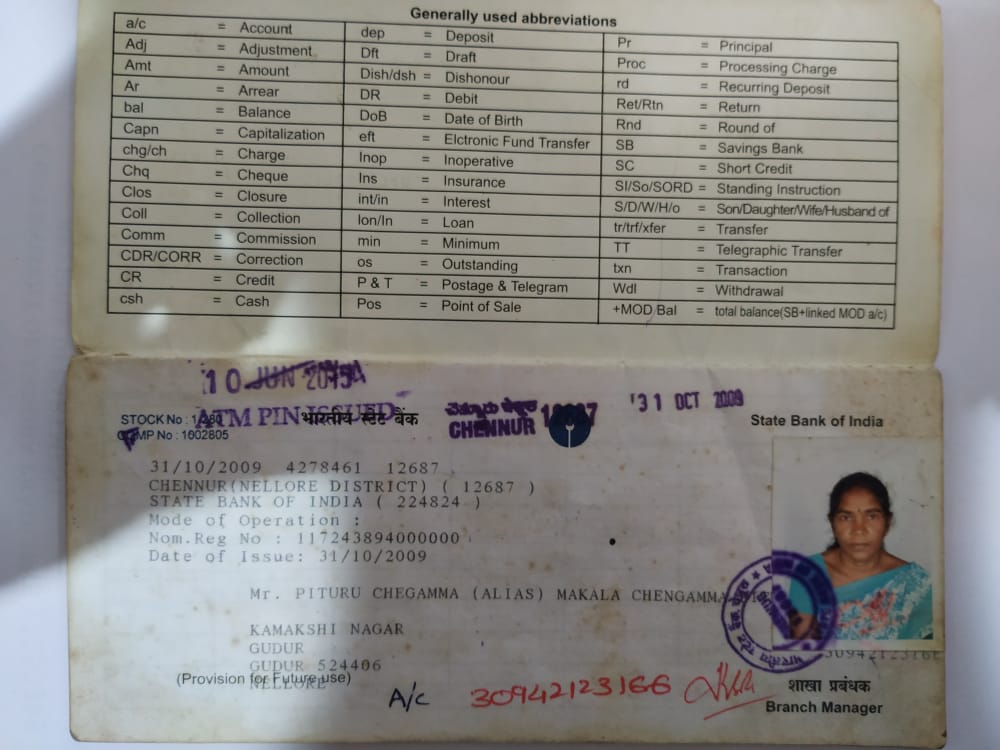 Generally used abbreviations
a/c = Account
Adj = Adjustment
Amt = Amount
Ar = Arrear
bal = Balance
Capn = Capitalization
chg/ch = Charge
Chq = Cheque
Clos = Closure
Coll = Collection
Comm = Commission
CDR/CORR = Correction
CR = Credit
csh = Cash
dep = Deposit
Dft = Draft
Dish/dsh = Dishonour
DR = Debit
DoB = Date of Birth
eft = Elctronic Fund Transfer
Inop = Inoperative
Ins = Insurance
int/in = Interest
lon/ln = Loan
min = Minimum
os = Outstanding
P & T = Postage & Telegram
Pos = Point of Sale
Pr = Principal
Proc = Processing Charge
rd = Recurring Deposit
Ret/Rtn = Return
Rnd = Round of
SB = Savings Bank
SC = Short Credit
SI/So/SORD = Standing Instruction
S/D/W/H/o = Son/Daughter/Wife/Husband of
tr/trf/xfer = Transfer
TT = Telegraphic Transfer
txn = Transaction
Wdl = Withdrawal
+MOD Bal = total balance(SB+linked MOD a/c)
10 JUN
ATM PIN ISSUED
STOCK No :
COMP No : 1002805
भारतीय स्टेट बैंक
CHENNUR
31 OCT 2009
State Bank of India
31/10/2009 4278461 12687
CHENNUR(NELLORE DISTRICT) ( 12687 )
STATE BANK OF INDIA ( 224824 )
Mode of Operation :
Nom.Reg No : 117243894000000
Date of Issue: 31/10/2009
Mr. PITURU CHEGAMMA (ALIAS) MAKALA CHENGAMMA
KAMAKSHI NAGAR
GUDUR
GUDUR 524406
NELLORE
(Provision for Future use)
A/c 30942123166
शाखा प्रबंधक
Branch Manager